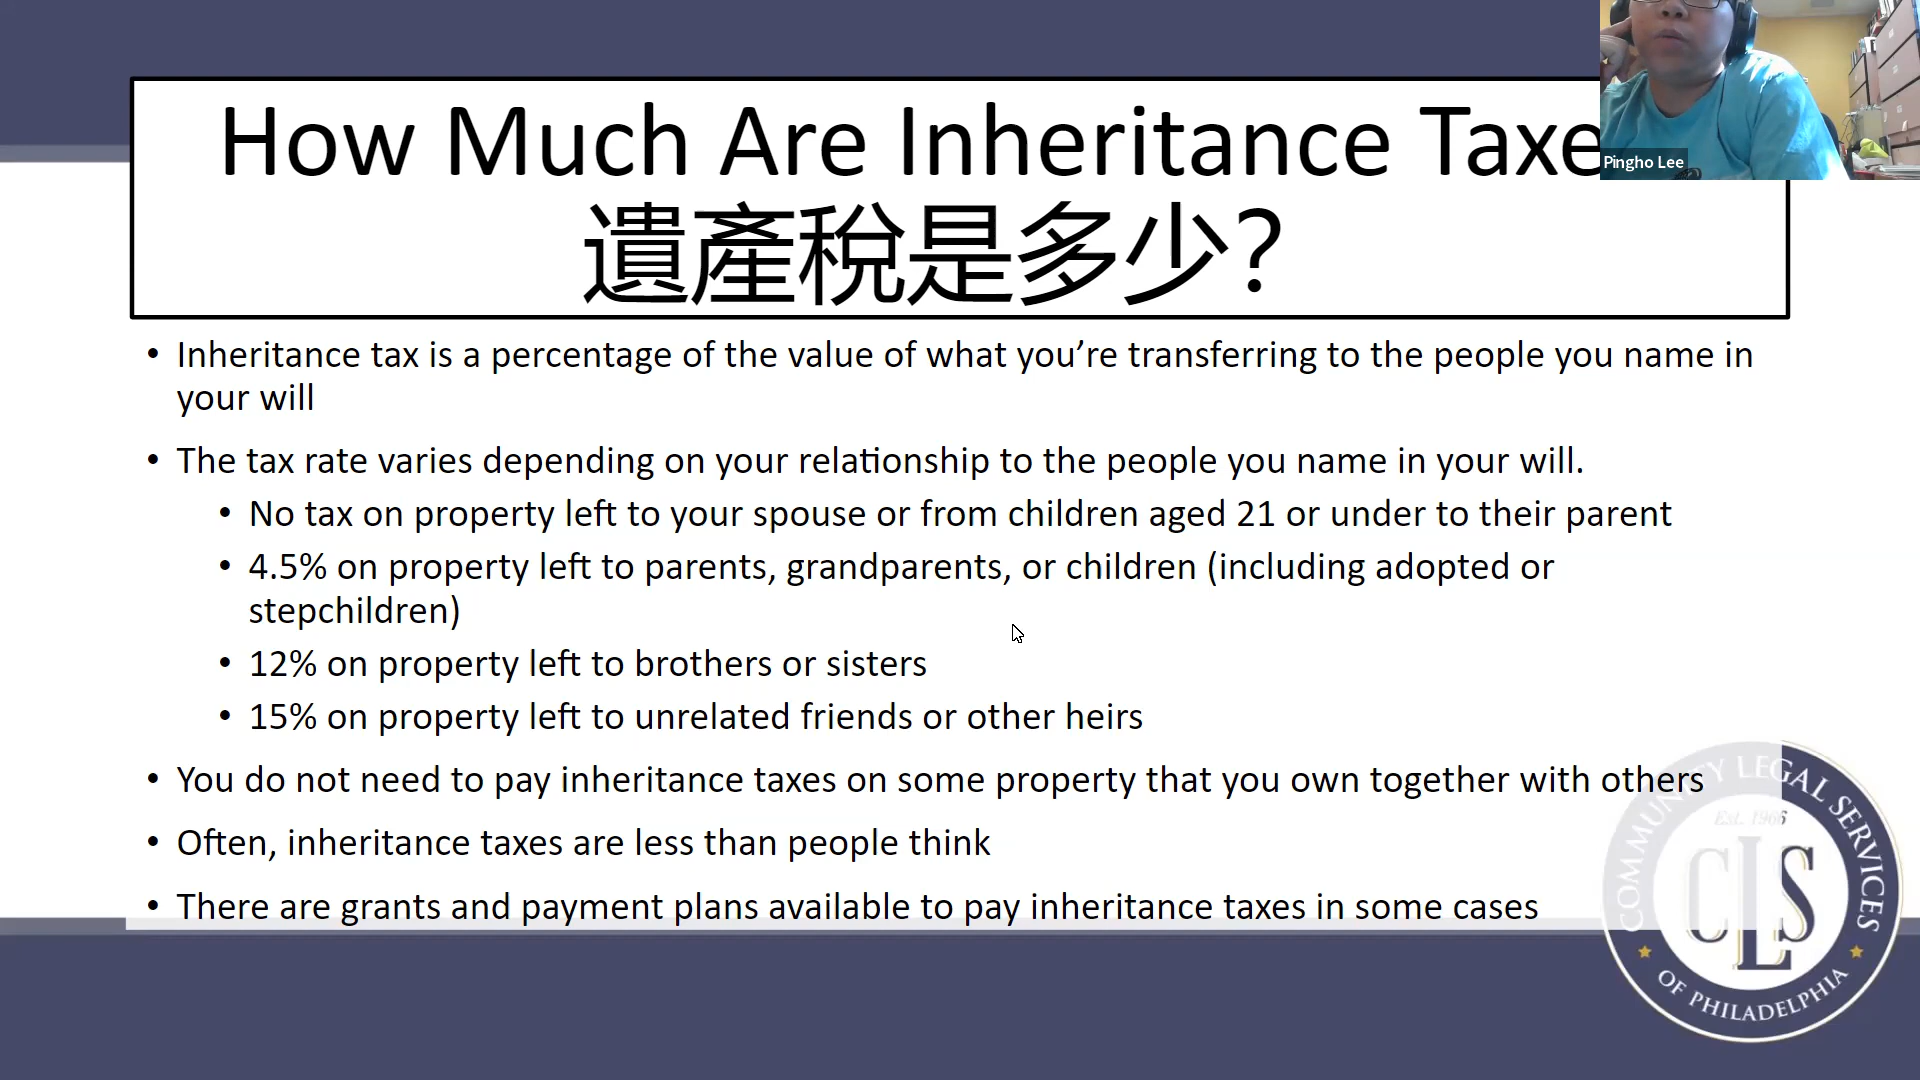 How Much Are Inheritance Taxe
遺產稅是多少?
Pingho Lee
• Inheritance tax is a percentage of the value of what you’re transferring to the people you name in
your will
• The tax rate varies depending on your relationship to the people you name in your will.
• No tax on property left to your spouse or from children aged 21 or under to their parent
• 4.5% on property left to parents, grandparents, or children (including adopted or
stepchildren)
• 12% on property left to brothers or sisters
• 15% on property left to unrelated friends or other heirs
• You do not need to pay inheritance taxes on some property that you own together with others
• Often, inheritance taxes are less than people think
• There are grants and payment plans available to pay inheritance taxes in some cases
COMMUNITY LEGAL SERVICES
Est. 1966
CLS
OF PHILADELPHIA